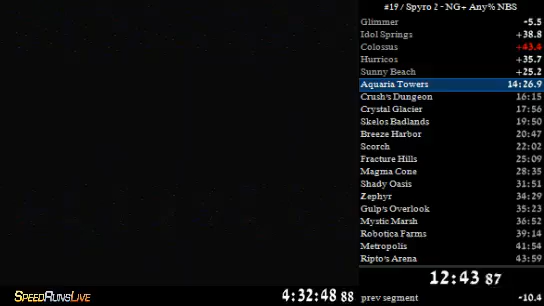 #19 / Spyro 2 - NG+ Any% NBS
Glimmer -5.5
Idol Springs +38.8
Colossus +43.4
Hurricos +35.7
Sunny Beach +25.2
Aquaria Towers 14:26.9
Crush's Dungeon 16:15
Crystal Glacier 17:56
Skelos Badlands 19:50
Breeze Harbor 20:47
Scorch 22:02
Fracture Hills 25:09
Magma Cone 28:35
Shady Oasis 31:51
Zephyr 34:29
Gulp's Overlook 35:23
Mystic Marsh 36:52
Robotica Farms 39:14
Metropolis 41:54
Ripto's Arena 43:59
12:43 87
SPEEDRUNSLIVE 4:32:48 88
prev segment -10.4